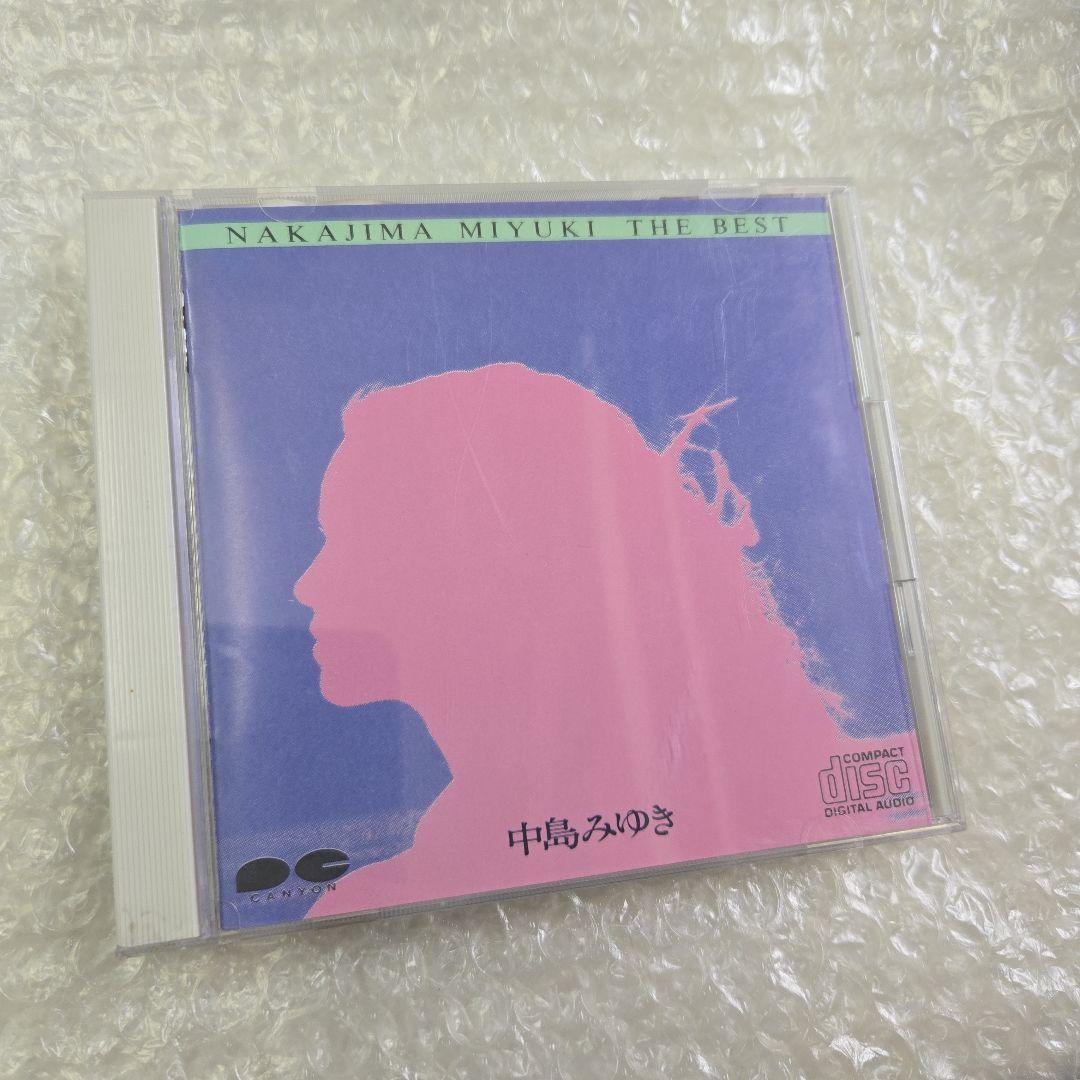 NAKAJIMA MIYUKI THE BEST
COMPACT
disc
DIGITAL AUDIO
中島みゆき
CANYON